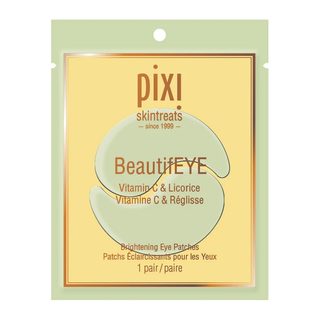 pixi
skintreats
— since 1999 —
BeautifEYE
Vitamin C & Licorice
Vitamine C & Réglisse
Brightening Eye Patches
Patchs Éclaircissants pour les Yeux
1 pair / paire